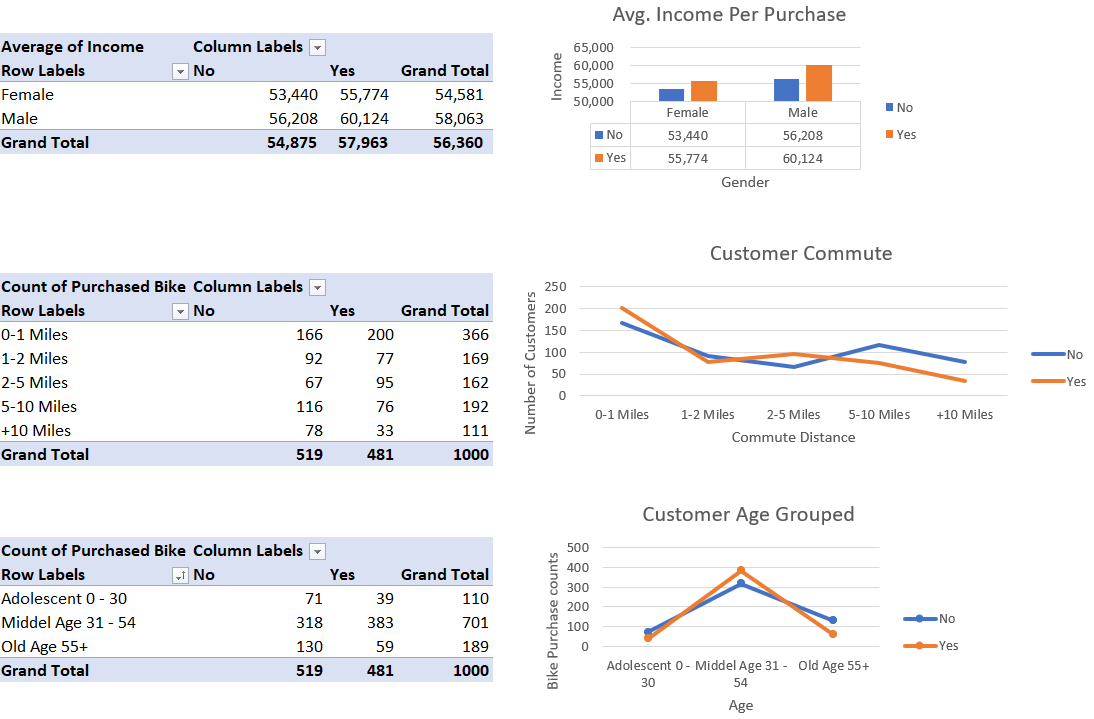 Average of Income Column Labels
Row Labels No Yes Grand Total
Female 53,440 55,774 54,581
Male 56,208 60,124 58,063
Grand Total 54,875 57,963 56,360
Avg. Income Per Purchase
Income
65,000
60,000
55,000
50,000
Female Male
No 53,440 56,208
Yes 55,774 60,124
Gender
No
Yes
Count of Purchased Bike Column Labels
Row Labels No Yes Grand Total
0-1 Miles 166 200 366
1-2 Miles 92 77 169
2-5 Miles 67 95 162
5-10 Miles 116 76 192
+10 Miles 78 33 111
Grand Total 519 481 1000
Customer Commute
Number of Customers
250
200
150
100
50
0
0-1 Miles 1-2 Miles 2-5 Miles 5-10 Miles +10 Miles
Commute Distance
No
Yes
Count of Purchased Bike Column Labels
Row Labels No Yes Grand Total
Adolescent 0 - 30 71 39 110
Middel Age 31 - 54 318 383 701
Old Age 55+ 130 59 189
Grand Total 519 481 1000
Customer Age Grouped
Bike Purchase counts
500
400
300
200
100
0
Adolescent 0 - Middel Age 31 - Old Age 55+
30 54
Age
No
Yes